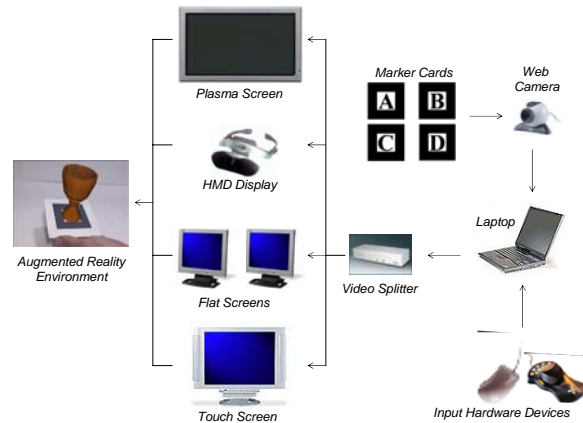 Plasma Screen
HMD Display
Augmented Reality
Environment
Flat Screens
Touch Screen
Video Splitter
Marker Cards
A B
C D
Web
Camera
Laptop
Input Hardware Devices